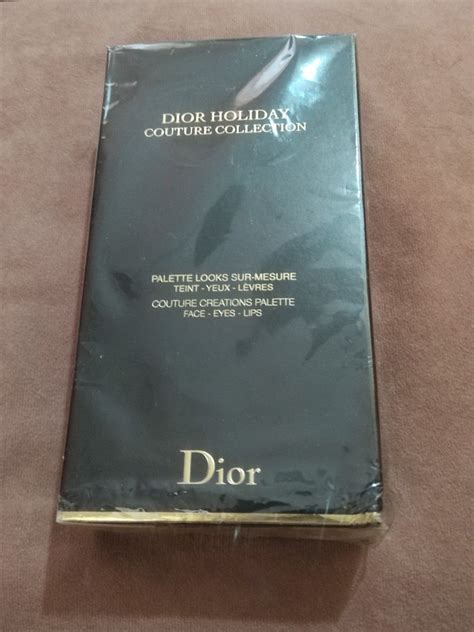 DIOR HOLIDAY
COUTURE COLLECTION
PALETTE LOOKS SUR-MESURE
TEINT - YEUX - LÈVRES
COUTURE CREATIONS PALETTE
FACE - EYES - LIPS
Dior